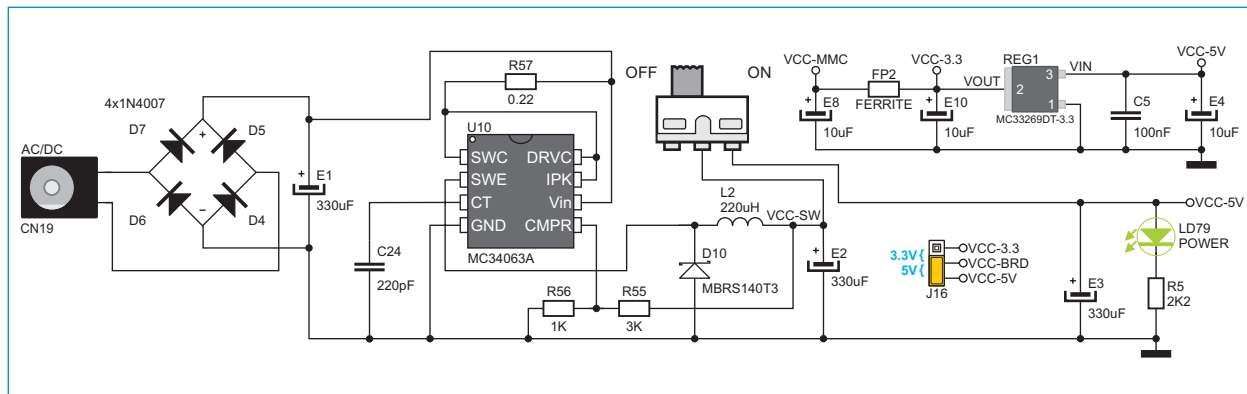 4x1N4007
D7
D5
D6
D4
AC/DC
CN19
+
−
+
E1
330uF
R57
0.22
U10
SWC
SWE
CT
GND
DRVC
IPK
Vin
CMPR
MC34063A
C24
220pF
R56
1K
R55
3K
D10
MBRS140T3
L2
220uH
VCC-SW
+
E2
330uF
OFF
ON
VCC-MMC
FP2
FERRITE
VCC-3.3
+
E8
10uF
+
E10
10uF
VOUT
REG1
VIN
3
2
1
MC33269DT-3.3
C5
100nF
VCC-5V
+
E4
10uF
3.3V
5V
VCC-3.3
VCC-BRD
VCC-5V
J16
+
E3
330uF
VCC-5V
LD79
POWER
R5
2K2